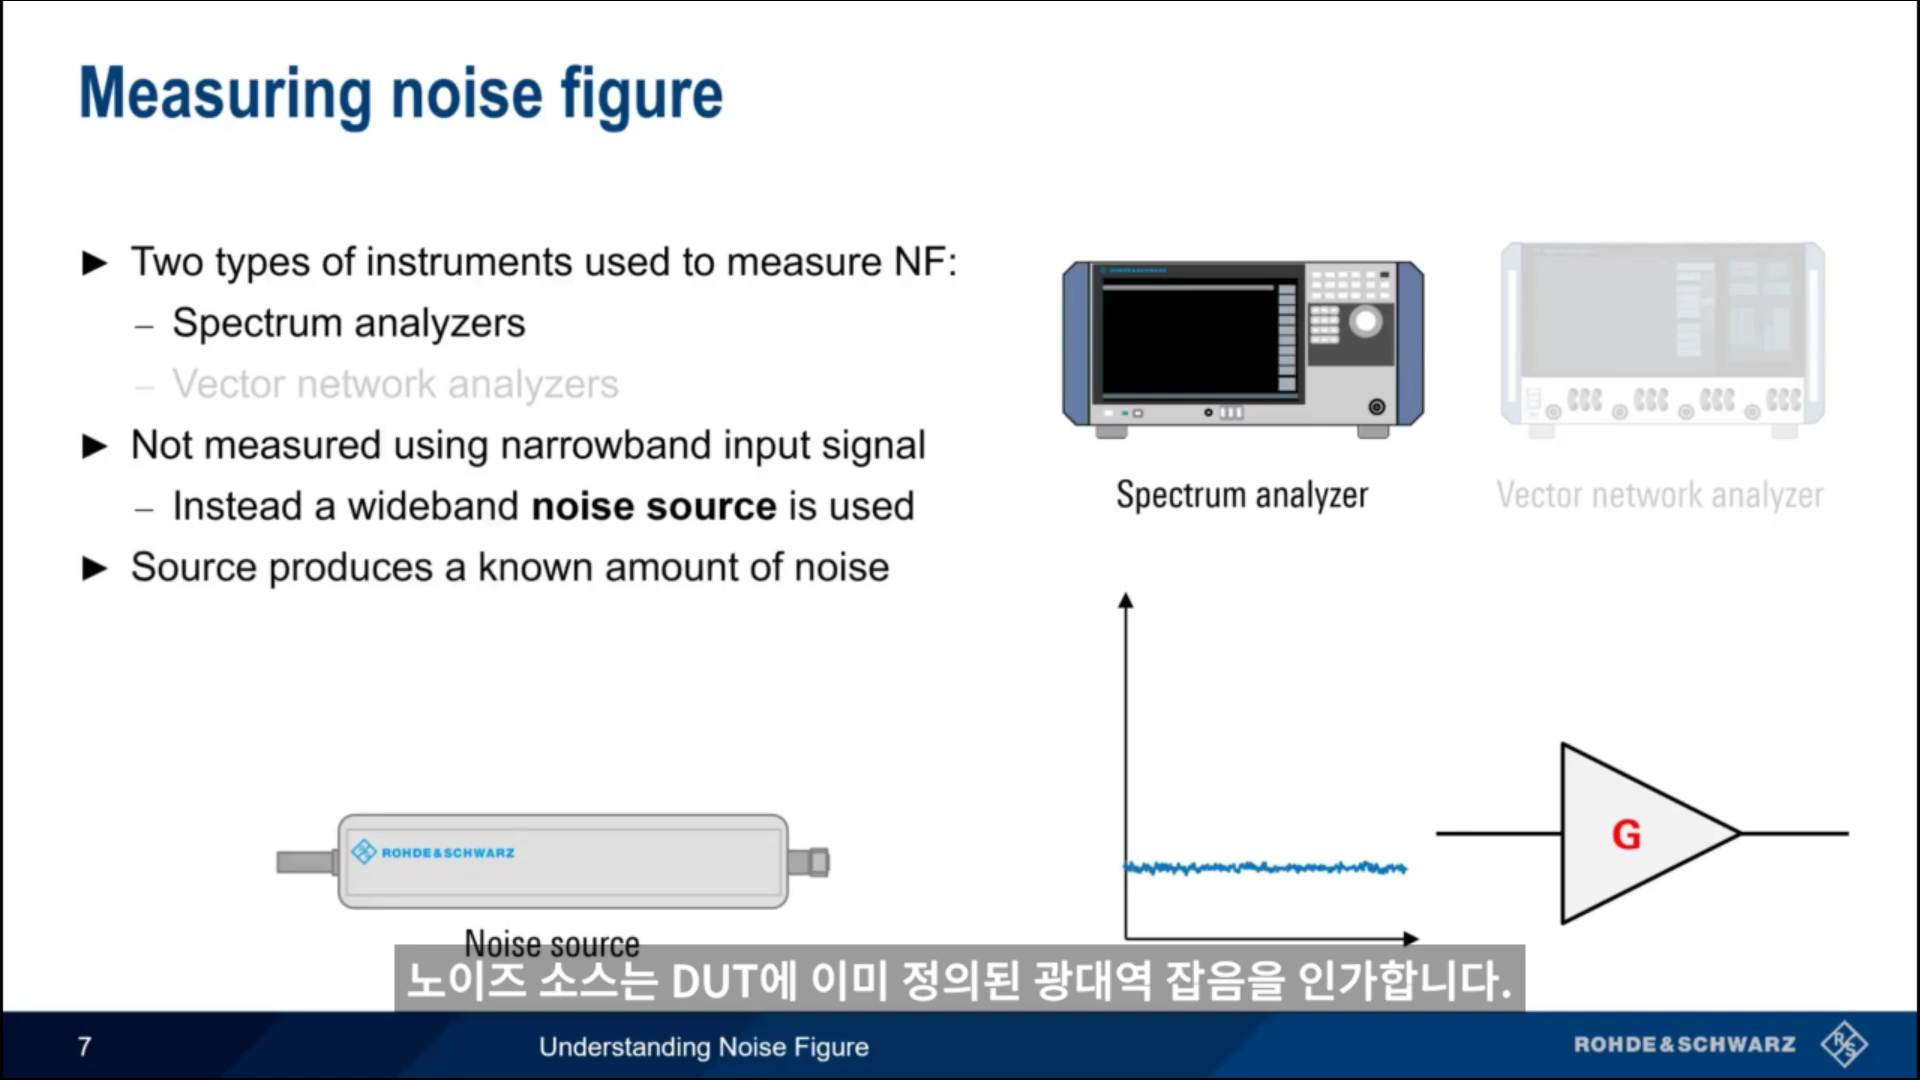 Measuring noise figure
► Two types of instruments used to measure NF:
– Spectrum analyzers
– Vector network analyzers
► Not measured using narrowband input signal
– Instead a wideband noise source is used
► Source produces a known amount of noise
Spectrum analyzer
Vector network analyzer
G
ROHDE&SCHWARZ
Noise source
노이즈 소스는 DUT에 이미 정의된 광대역 잡음을 인가합니다.
7
Understanding Noise Figure
ROHDE&SCHWARZ